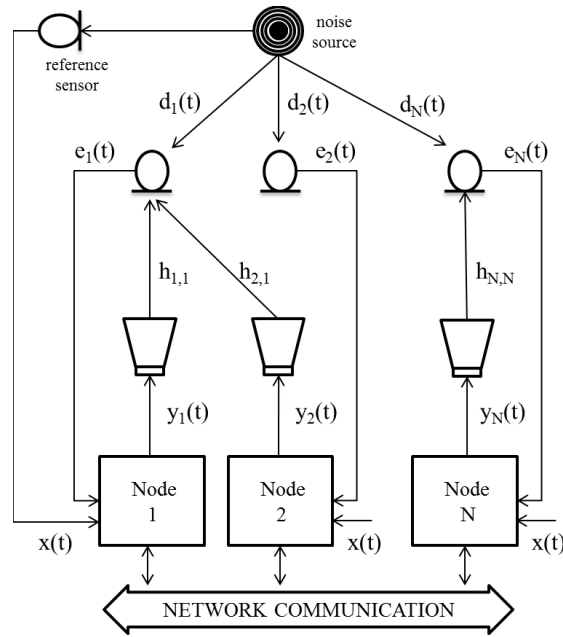 noise
source
reference
sensor
d1(t)
d2(t)
dN(t)
e1(t)
e2(t)
eN(t)
h1,1
h2,1
hN,N
y1(t)
y2(t)
yN(t)
Node
1
Node
2
Node
N
x(t)
x(t)
x(t)
NETWORK COMMUNICATION